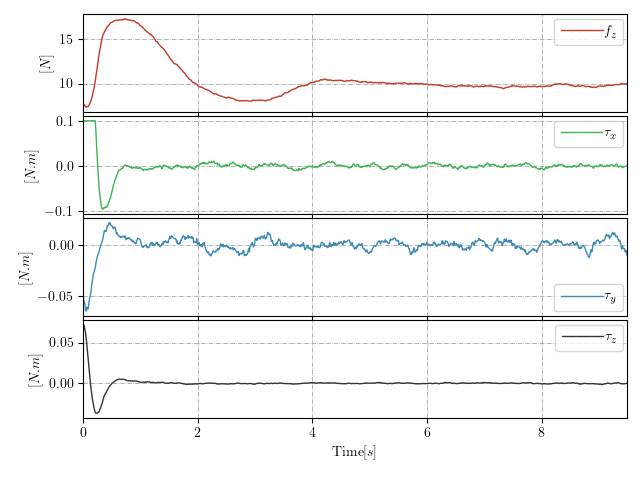 15
10
[N]
f_z
0.1
0.0
−0.1
[N.m]
τ_x
0.00
−0.05
[N.m]
τ_y
0.05
0.00
[N.m]
τ_z
0 2 4 6 8
Time[s]